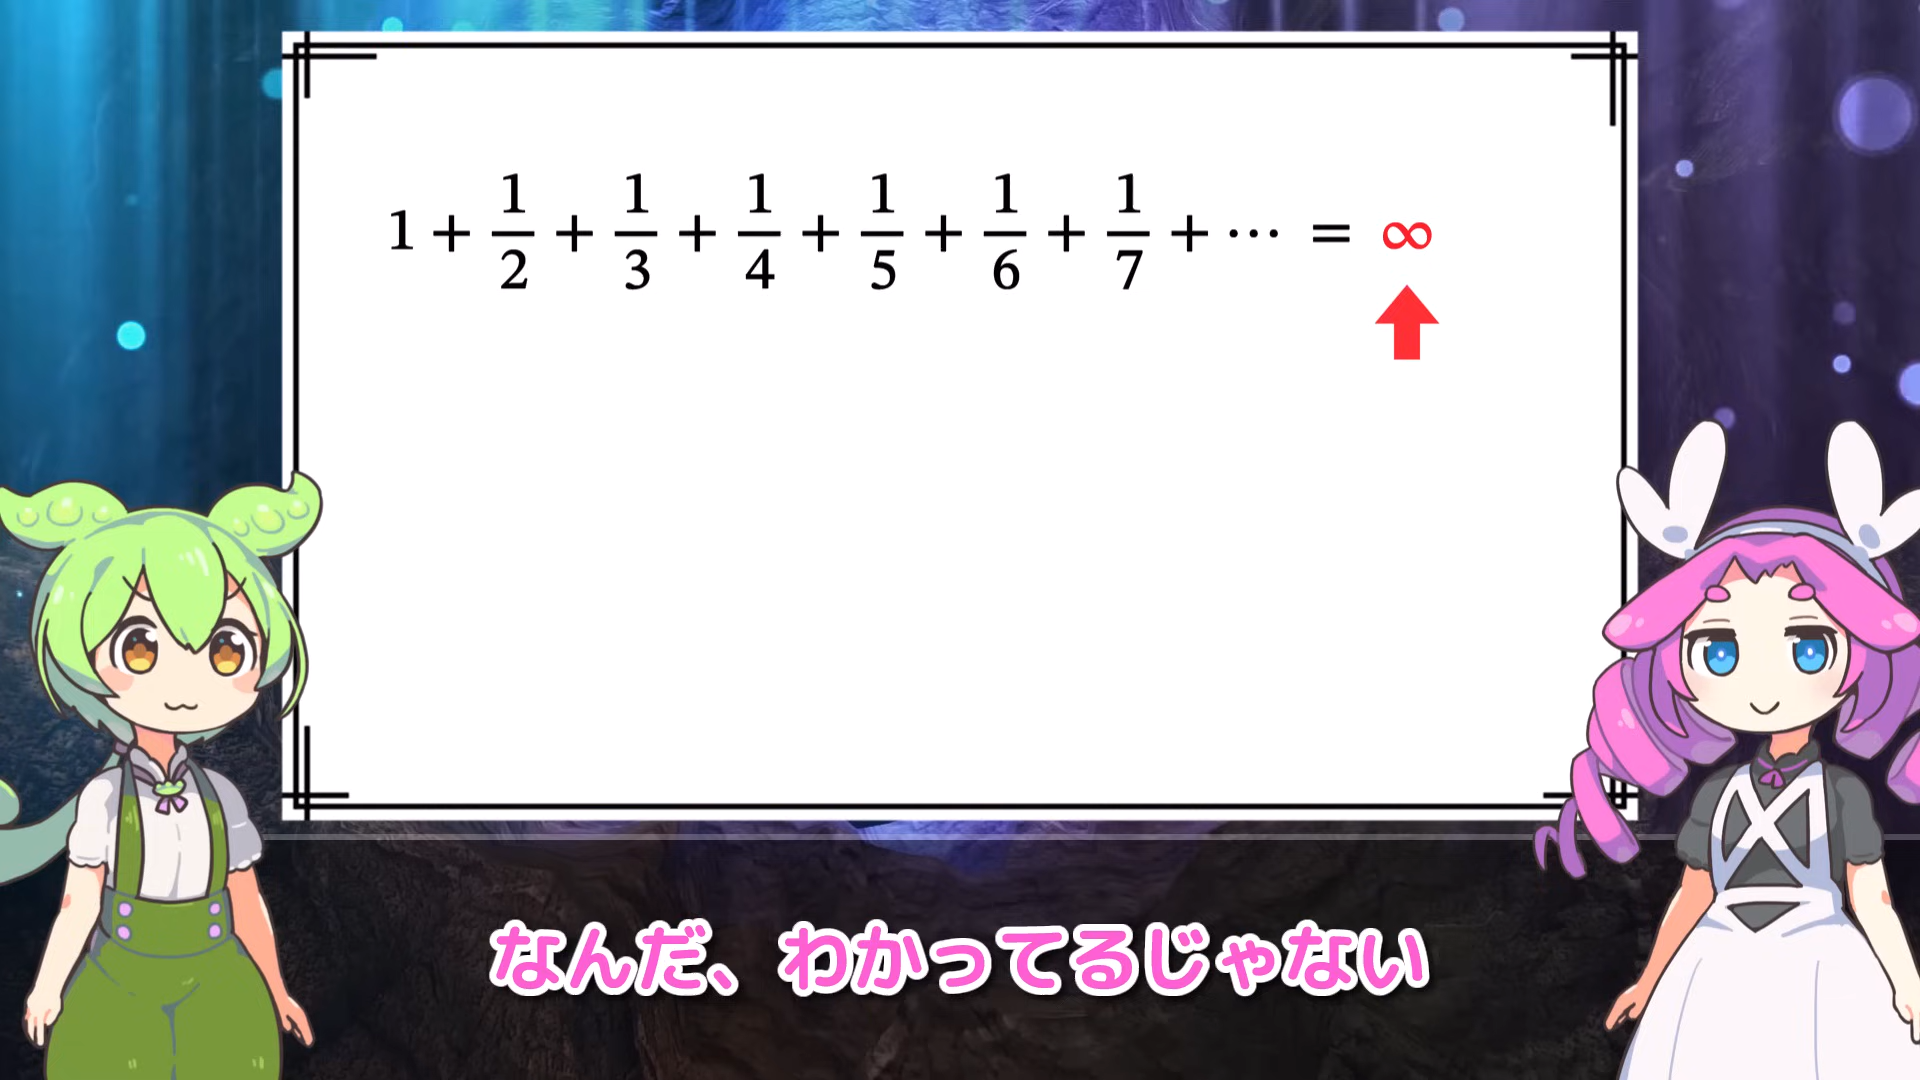 1 + 1/2 + 1/3 + 1/4 + 1/5 + 1/6 + 1/7 + ⋯ = ∞
なんだ、わかってるじゃない